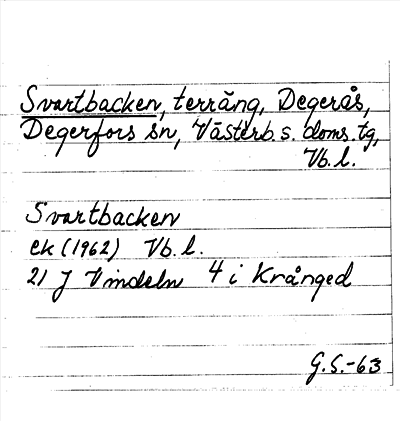 Svartbacken, terräng, Degerås,
Degerfors sn, Västerb. s. doms. tg,
Vb. l.
Svartbacken
ek (1962) Vb. l.
21 J Vindeln 4 i Krånged
G.S.-63